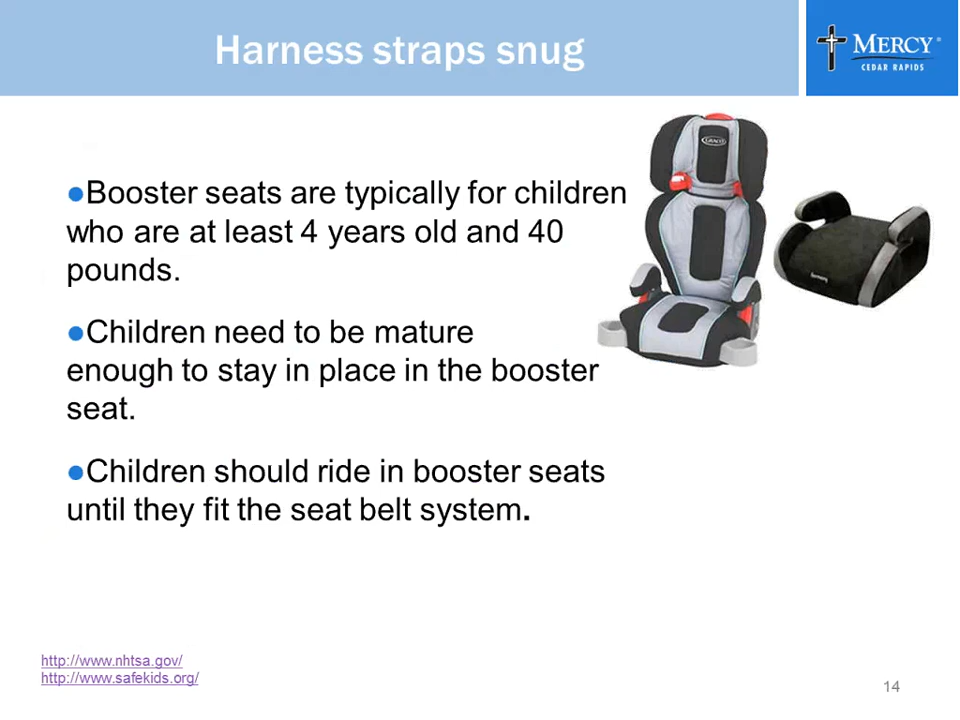 Harness straps snug
MERCY®
CEDAR RAPIDS
GRACO
●Booster seats are typically for children
who are at least 4 years old and 40
pounds.
●Children need to be mature
enough to stay in place in the booster
seat.
●Children should ride in booster seats
until they fit the seat belt system.
http://www.nhtsa.gov/
http://www.safekids.org/
14